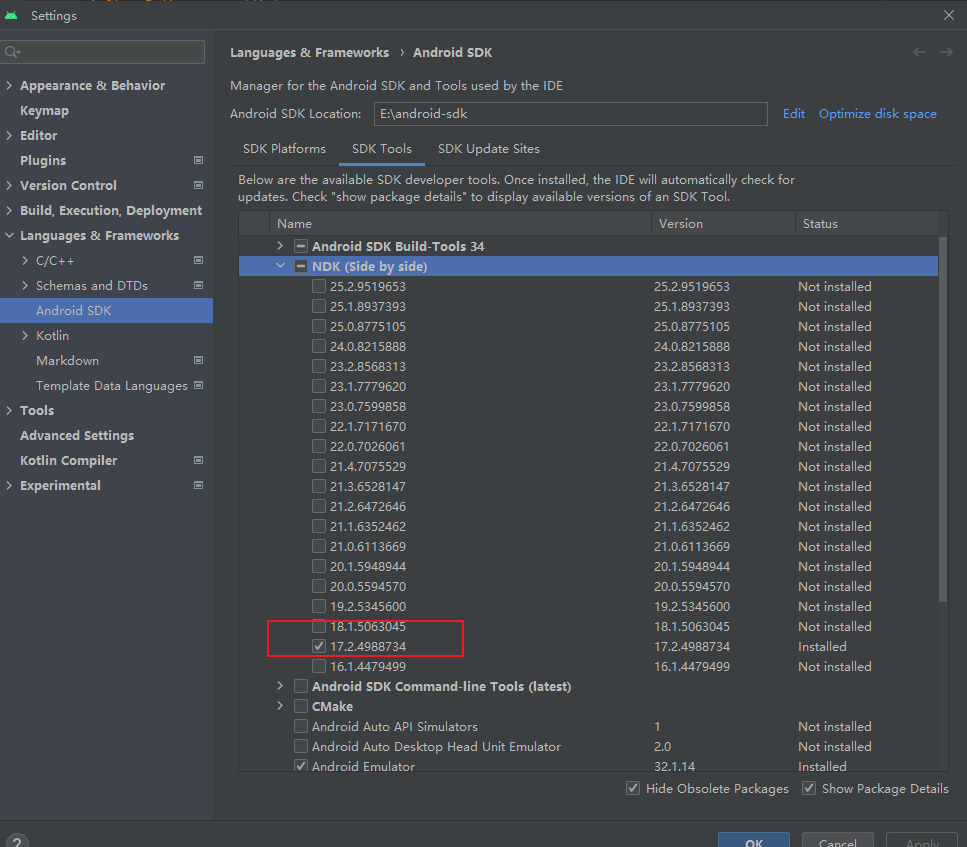 Settings
Languages & Frameworks › Android SDK
Appearance & Behavior
Keymap
Editor
Plugins
Version Control
Build, Execution, Deployment
Languages & Frameworks
C/C++
Schemas and DTDs
Android SDK
Kotlin
Markdown
Template Data Languages
Tools
Advanced Settings
Kotlin Compiler
Experimental
Manager for the Android SDK and Tools used by the IDE
Android SDK Location: E:\android-sdk Edit Optimize disk space
SDK Platforms SDK Tools SDK Update Sites
Below are the available SDK developer tools. Once installed, the IDE will automatically check for
updates. Check "show package details" to display available versions of an SDK Tool.
Name Version Status
Android SDK Build-Tools 34
NDK (Side by side)
25.2.9519653 25.2.9519653 Not installed
25.1.8937393 25.1.8937393 Not installed
25.0.8775105 25.0.8775105 Not installed
24.0.8215888 24.0.8215888 Not installed
23.2.8568313 23.2.8568313 Not installed
23.1.7779620 23.1.7779620 Not installed
23.0.7599858 23.0.7599858 Not installed
22.1.7171670 22.1.7171670 Not installed
22.0.7026061 22.0.7026061 Not installed
21.4.7075529 21.4.7075529 Not installed
21.3.6528147 21.3.6528147 Not installed
21.2.6472646 21.2.6472646 Not installed
21.1.6352462 21.1.6352462 Not installed
21.0.6113669 21.0.6113669 Not installed
20.1.5948944 20.1.5948944 Not installed
20.0.5594570 20.0.5594570 Not installed
19.2.5345600 19.2.5345600 Not installed
18.1.5063045 18.1.5063045 Not installed
17.2.4988734 17.2.4988734 Installed
16.1.4479499 16.1.4479499 Not installed
Android SDK Command-line Tools (latest)
CMake
Android Auto API Simulators 1 Not installed
Android Auto Desktop Head Unit Emulator 2.0 Not installed
Android Emulator 32.1.14 Installed
Hide Obsolete Packages Show Package Details
? OK Cancel Apply